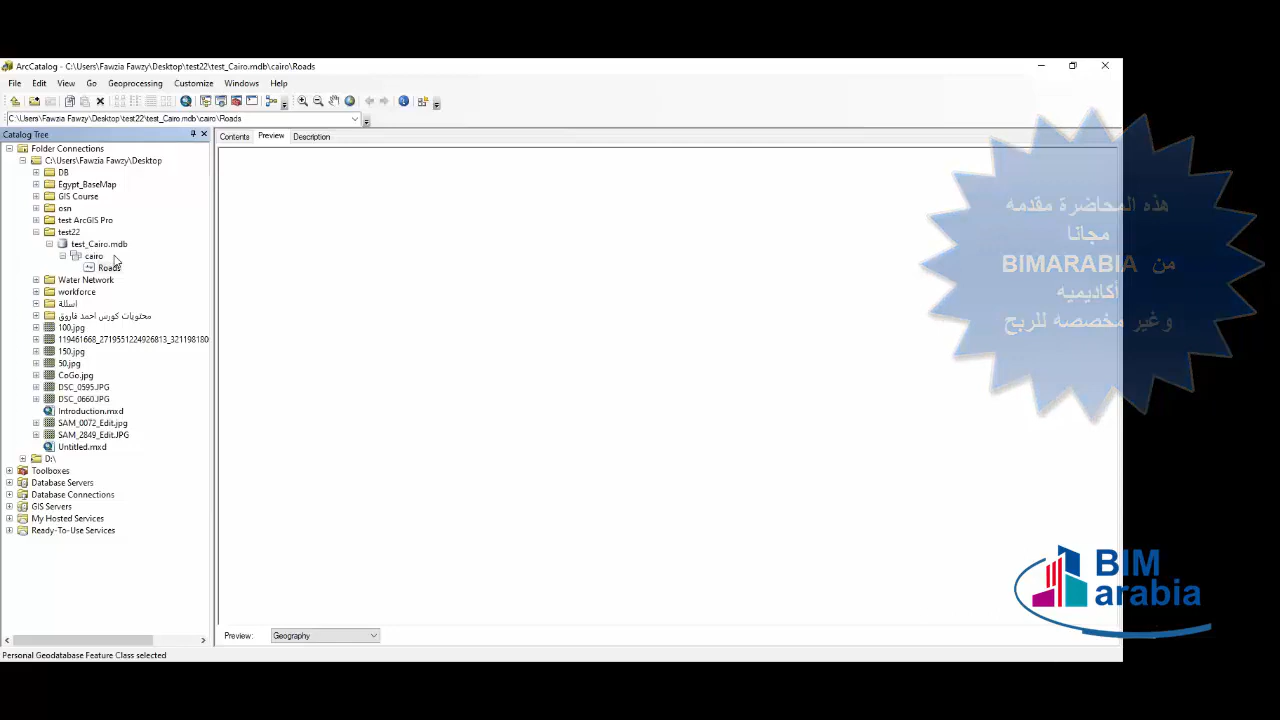 ArcCatalog - C:\Users\Fawzia Fawzy\Desktop\test22\test_Cairo.mdb\cairo\Roads
File Edit View Go Geoprocessing Customize Windows Help
C:\Users\Fawzia Fawzy\Desktop\test22\test_Cairo.mdb\cairo\Roads
Catalog Tree
Contents Preview Description
Folder Connections
C:\Users\Fawzia Fawzy\Desktop
DB
Egypt_BaseMap
GIS Course
osn
test ArcGIS Pro
test22
test_Cairo.mdb
cairo
Roads
Water Network
workforce
اسئلة
محتويات كورس احمد فاروق
100.jpg
119461668_2719551224926813_321198180
150.jpg
50.jpg
CoGo.jpg
DSC_0595.JPG
DSC_0660.JPG
Introduction.mxd
SAM_0072_Edit.jpg
SAM_2849_Edit.JPG
Untitled.mxd
D:\
Toolboxes
Database Servers
Database Connections
GIS Servers
My Hosted Services
Ready-To-Use Services
Preview: Geography
Personal Geodatabase Feature Class selected
هذه المحاضرة مقدمه
مجانا
من BIMARABIA
أكاديميه
وغير مخصصه للربح
BIM
arabia